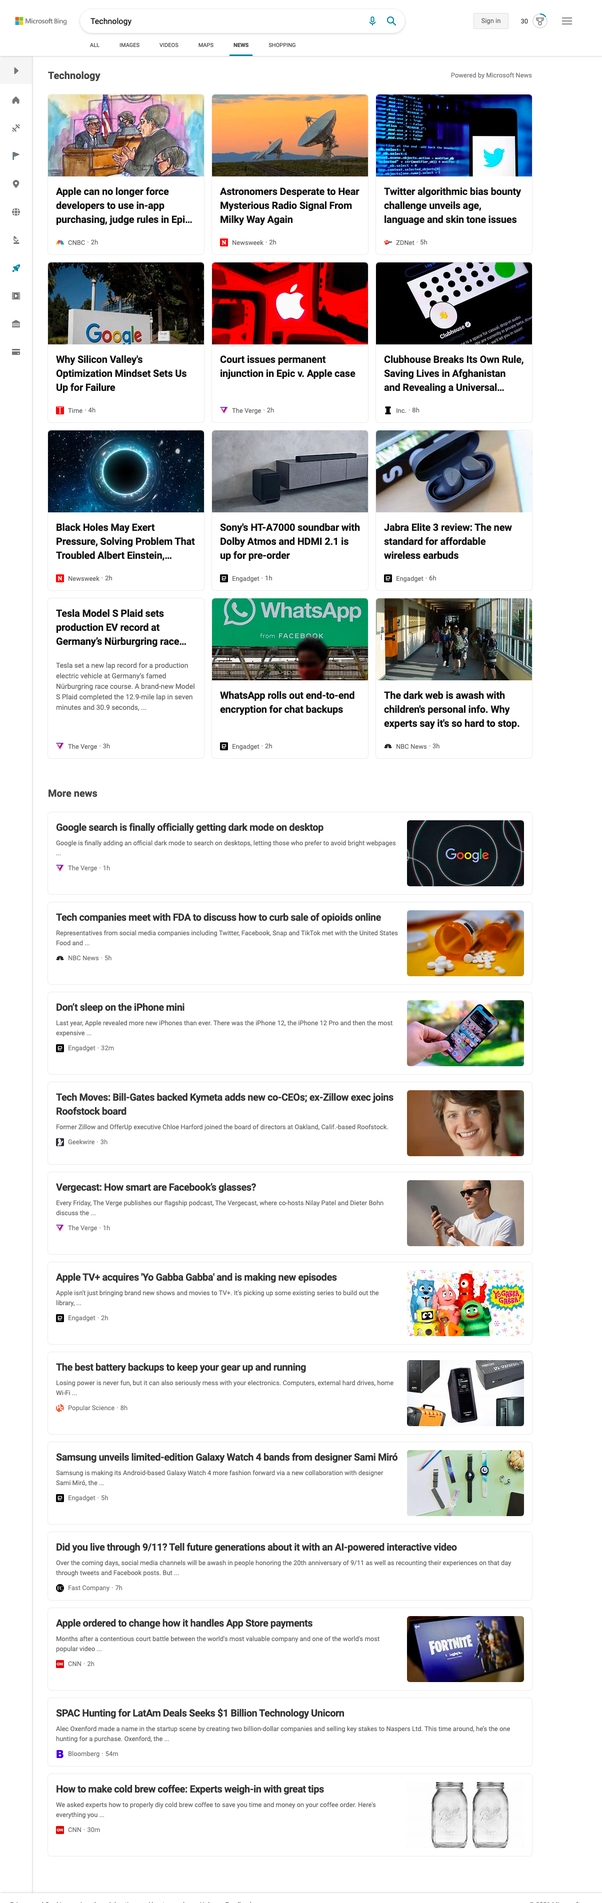 Microsoft Bing
Technology
Sign in
30
ALL
IMAGES
VIDEOS
MAPS
NEWS
SHOPPING
Technology
Powered by Microsoft News
Apple can no longer force
developers to use in-app
purchasing, judge rules in Epi...
CNBC · 2h
Astronomers Desperate to Hear
Mysterious Radio Signal From
Milky Way Again
Newsweek · 2h
Twitter algorithmic bias bounty
challenge unveils age,
language and skin tone issues
ZDNet · 5h
Google
Why Silicon Valley's
Optimization Mindset Sets Us
Up for Failure
Time · 4h
Court issues permanent
injunction in Epic v. Apple case
The Verge · 2h
Clubhouse
Clubhouse Breaks Its Own Rule,
Saving Lives in Afghanistan
and Revealing a Universal...
Inc. · 8h
Black Holes May Exert
Pressure, Solving Problem That
Troubled Albert Einstein,...
Newsweek · 2h
Sony's HT-A7000 soundbar with
Dolby Atmos and HDMI 2.1 is
up for pre-order
Engadget · 1h
Jabra Elite 3 review: The new
standard for affordable
wireless earbuds
Engadget · 6h
Tesla Model S Plaid sets
production EV record at
Germany's Nürburgring race...
Tesla set a new lap record for a production
electric vehicle at Germany's famed
Nürburgring race course. A brand-new Model
S Plaid completed the 12.9-mile lap in seven
minutes and 30.9 seconds, ...
The Verge · 3h
WhatsApp
from FACEBOOK
WhatsApp rolls out end-to-end
encryption for chat backups
Engadget · 2h
The dark web is awash with
children's personal info. Why
experts say it's so hard to stop.
NBC News · 3h
More news
Google search is finally officially getting dark mode on desktop
Google is finally adding an official dark mode to search on desktops, letting those who prefer to avoid bright webpages
...
The Verge · 1h
Google
Tech companies meet with FDA to discuss how to curb sale of opioids online
Representatives from social media companies including Twitter, Facebook, Snap and TikTok met with the United States
Food and ...
NBC News · 5h
Don't sleep on the iPhone mini
Last year, Apple revealed more new iPhones than ever. There was the iPhone 12, the iPhone 12 Pro and then the most
expensive ...
Engadget · 32m
Tech Moves: Bill-Gates backed Kymeta adds new co-CEOs; ex-Zillow exec joins
Roofstock board
Former Zillow and OfferUp executive Chloe Harford joined the board of directors at Oakland, Calif.-based Roofstock.
Geekwire · 3h
Vergecast: How smart are Facebook's glasses?
Every Friday, The Verge publishes our flagship podcast, The Vergecast, where co-hosts Nilay Patel and Dieter Bohn
discuss the ...
The Verge · 1h
Apple TV+ acquires 'Yo Gabba Gabba' and is making new episodes
Apple isn't just bringing brand new shows and movies to TV+. It's picking up some existing series to build out the
library, ...
Engadget · 2h
YO GABBA GABBA!
The best battery backups to keep your gear up and running
Losing power is never fun, but it can also seriously mess with your electronics. Computers, external hard drives, home
Wi-Fi ...
Popular Science · 8h
Samsung unveils limited-edition Galaxy Watch 4 bands from designer Sami Miró
Samsung is making its Android-based Galaxy Watch 4 more fashion forward via a new collaboration with designer
Sami Miró, the ...
Engadget · 5h
Did you live through 9/11? Tell future generations about it with an AI-powered interactive video
Over the coming days, social media channels will be awash in people honoring the 20th anniversary of 9/11 as well as recounting their experiences on that day
through tweets and Facebook posts. But ...
Fast Company · 7h
Apple ordered to change how it handles App Store payments
Months after a contentious court battle between the world's most valuable company and one of the world's most
popular video ...
CNN · 2h
FORTNITE
SPAC Hunting for LatAm Deals Seeks $1 Billion Technology Unicorn
Alec Oxenford made a name in the startup scene by creating two billion-dollar companies and selling key stakes to Naspers Ltd. This time around, he's the one
hunting for a purchase. Oxenford, the ...
Bloomberg · 54m
How to make cold brew coffee: Experts weigh-in with great tips
We asked experts how to properly diy cold brew coffee to save you time and money on your coffee order. Here's
everything you ...
CNN · 30m